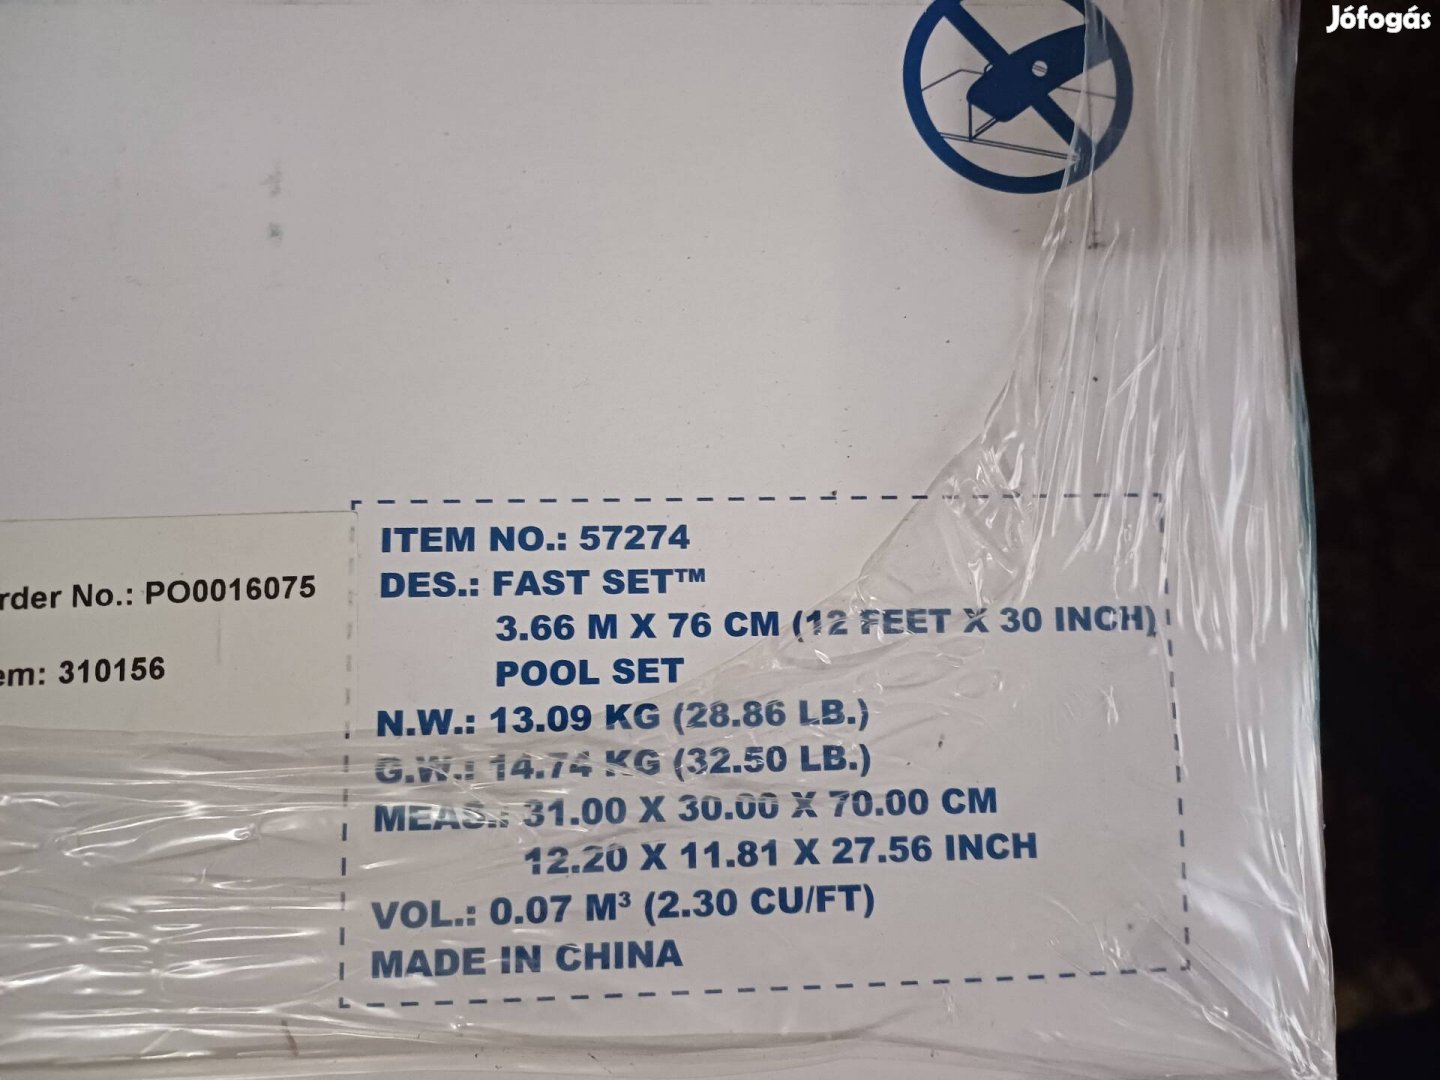 Jófogás
rder No.: PO0016075
em: 310156
ITEM NO.: 57274
DES.: FAST SET™
3.66 M X 76 CM (12 FEET X 30 INCH)
POOL SET
N.W.: 13.09 KG (28.86 LB.)
G.W.: 14.74 KG (32.50 LB.)
MEAS.: 31.00 X 30.00 X 70.00 CM
12.20 X 11.81 X 27.56 INCH
VOL.: 0.07 M³ (2.30 CU/FT)
MADE IN CHINA